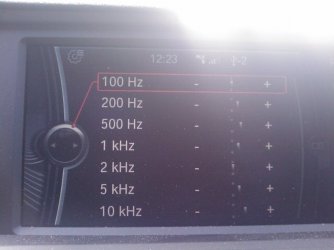 12:23
100 Hz - +
200 Hz - +
500 Hz - +
1 kHz - +
2 kHz - +
5 kHz - +
10 kHz - +